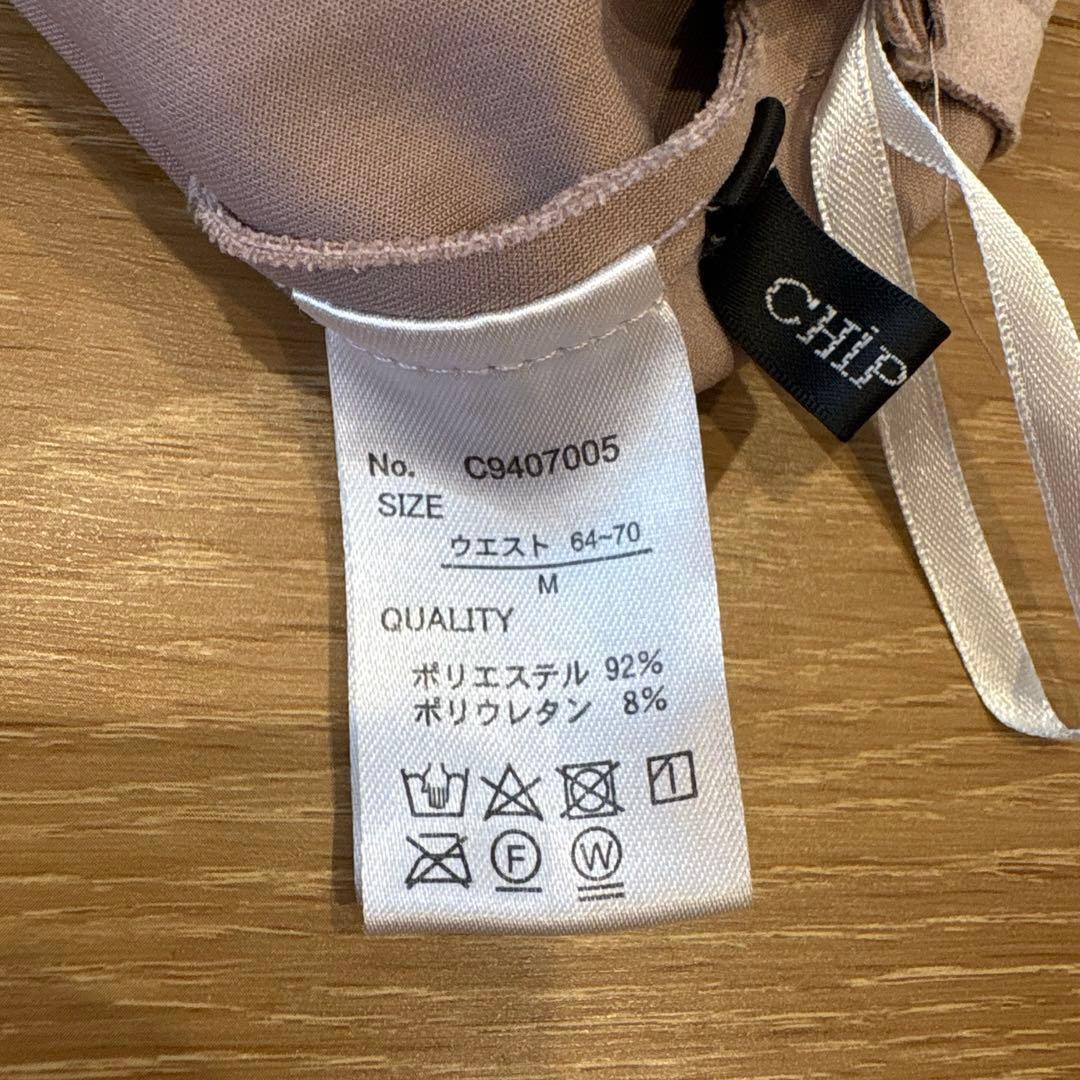 CHiP
No. C9407005
SIZE
ウエスト 64~70
M
QUALITY
ポリエステル 92%
ポリウレタン 8%
F
W